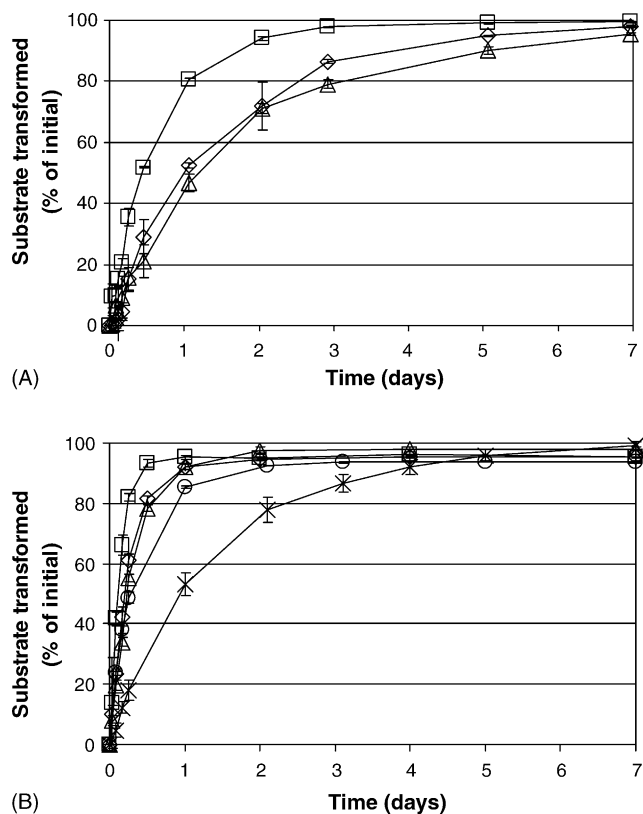 100
80
60
40
20
0
Substrate transformed
(% of initial)
0 1 2 3 4 5 6 7
(A)
Time (days)
100
80
60
40
20
0
Substrate transformed
(% of initial)
0 1 2 3 4 5 6 7
(B)
Time (days)